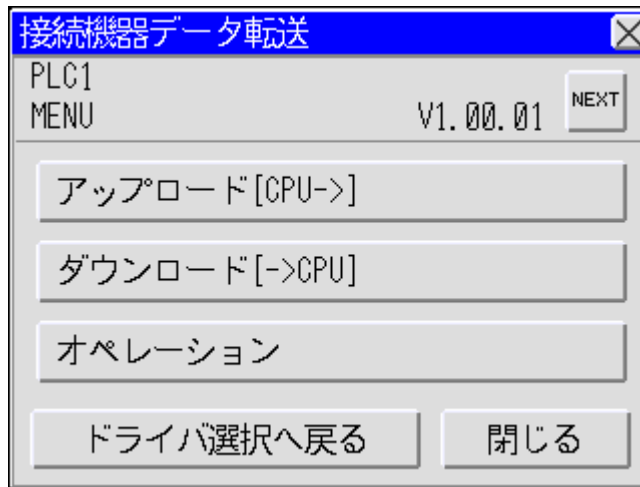 接続機器データ転送
PLC1
MENU V1.00.01 NEXT
アップロード[CPU->]
ダウンロード[->CPU]
オペレーション
ドライバ選択へ戻る 閉じる